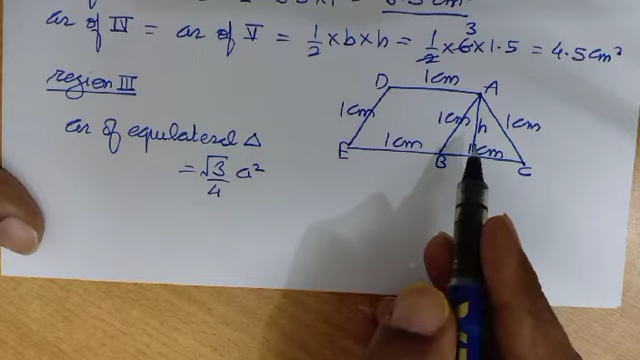 ar of IV = ar of V = 1/2 × b × h = 1/2 × 6 × 1.5 = 4.5 cm²
3
region III
ar of equlateral Δ
= √3/4 a²
D 1cm A
1cm 1cm h 1cm
E 1cm B 1cm C